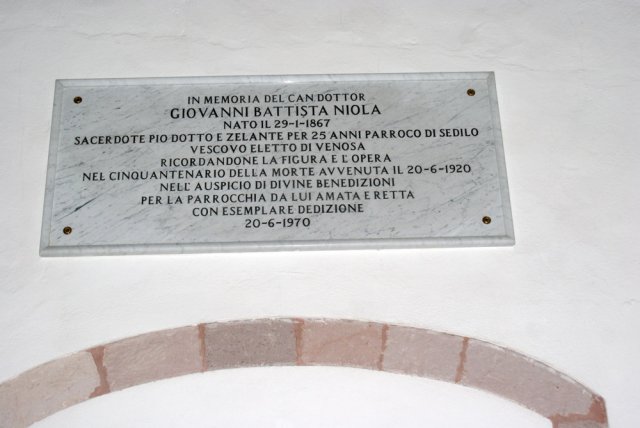 IN MEMORIA DEL CAN. DOTTOR
GIOVANNI BATTISTA NIOLA
NATO IL 29-1-1867
SACERDOTE PIO DOTTO E ZELANTE PER 25 ANNI PARROCO DI SEDILO
VESCOVO ELETTO DI VENOSA
RICORDANDONE LA FIGURA E L'OPERA
NEL CINQUANTENARIO DELLA MORTE AVVENUTA IL 20-6-1920
NELL'AUSPICIO DI DIVINE BENEDIZIONI
PER LA PARROCCHIA DA LUI AMATA E RETTA
CON ESEMPLARE DEDIZIONE
20-6-1970